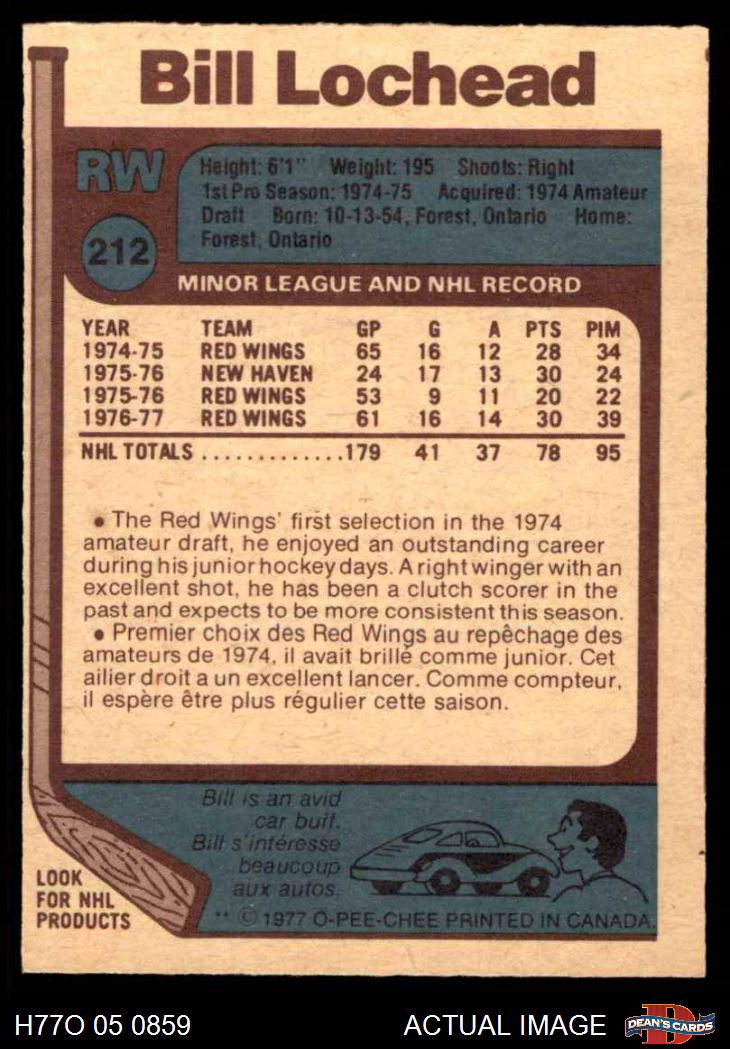 Bill Lochead
RW
Height: 6'1" Weight: 195 Shoots: Right
1st Pro Season: 1974-75 Acquired: 1974 Amateur
Draft Born: 10-13-54, Forest, Ontario Home:
Forest, Ontario
212
MINOR LEAGUE AND NHL RECORD
YEAR TEAM GP G A PTS PIM
1974-75 RED WINGS 65 16 12 28 34
1975-76 NEW HAVEN 24 17 13 30 24
1975-76 RED WINGS 53 9 11 20 22
1976-77 RED WINGS 61 16 14 30 39
NHL TOTALS .............179 41 37 78 95
• The Red Wings' first selection in the 1974
amateur draft, he enjoyed an outstanding career
during his junior hockey days. A right winger with an
excellent shot, he has been a clutch scorer in the
past and expects to be more consistent this season.
• Premier choix des Red Wings au repêchage des
amateurs de 1974, il avait brillé comme junior. Cet
ailier droit a un excellent lancer. Comme compteur,
il espère être plus régulier cette saison.
Bill is an avid
car buff.
Bill s'intéresse
beaucoup
aux autos.
LOOK
FOR NHL
PRODUCTS
** © 1977 O-PEE-CHEE PRINTED IN CANADA.
H77O 05 0859 ACTUAL IMAGE D DEAN'S CARDS